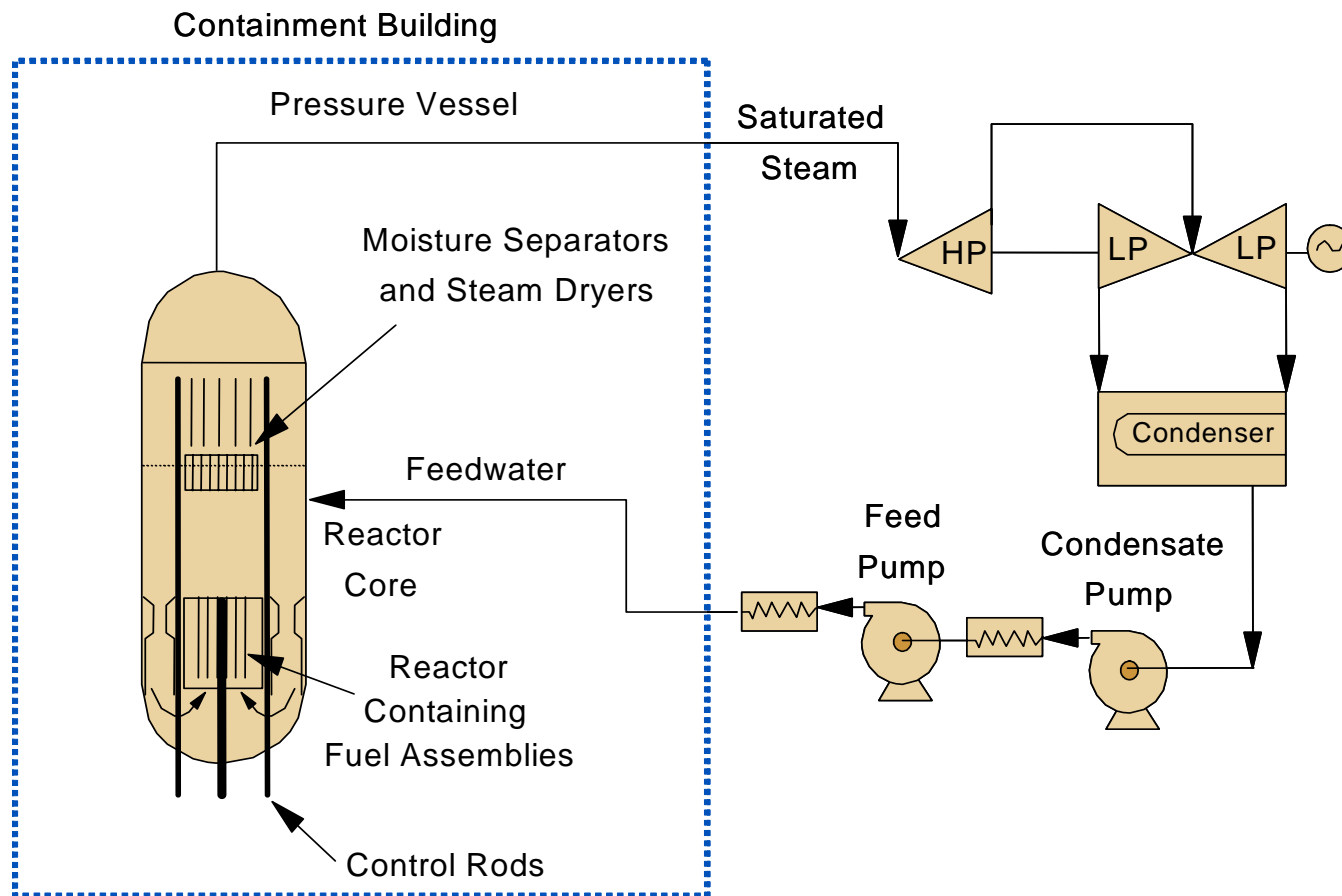 Containment Building
Pressure Vessel
Saturated
Steam
Moisture Separators
and Steam Dryers
HP
LP
LP
Condenser
Feedwater
Reactor
Core
Feed
Pump
Condensate
Pump
Reactor
Containing
Fuel Assemblies
Control Rods